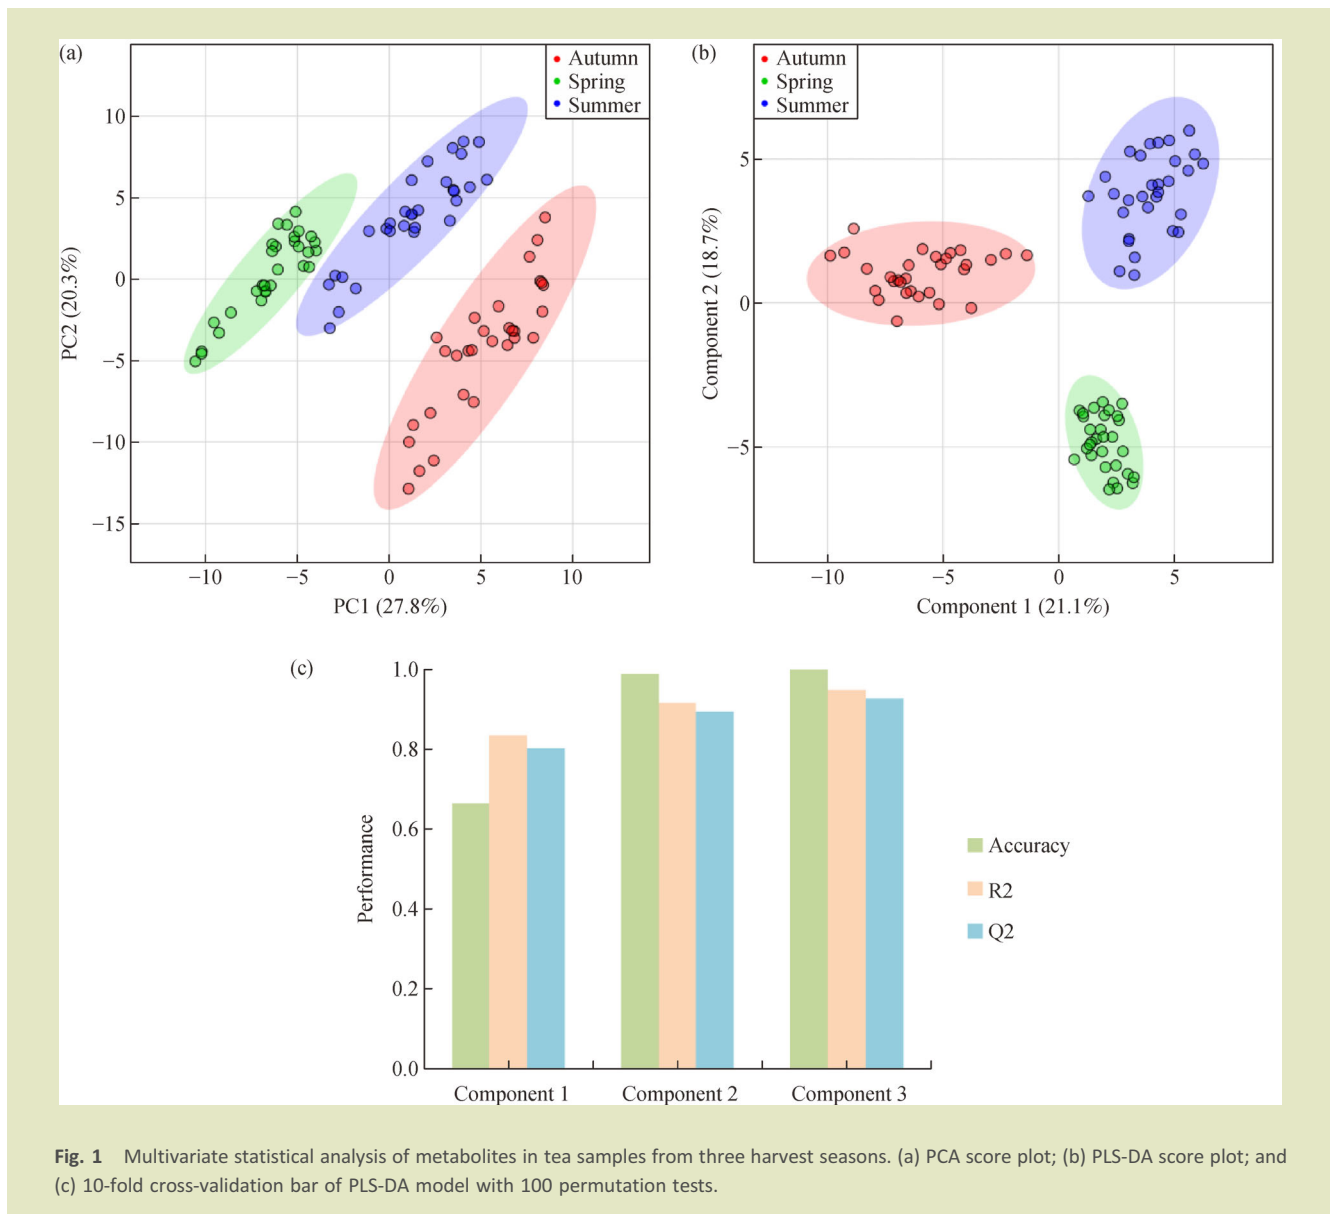 (a)
Autumn
Spring
Summer
10
5
0
−5
−10
−15
PC2 (20.3%)
−10 −5 0 5 10
PC1 (27.8%)
(b)
Autumn
Spring
Summer
5
0
−5
Component 2 (18.7%)
−10 −5 0 5
Component 1 (21.1%)
(c)
1.0
0.8
0.6
0.4
0.2
0.0
Performance
Component 1 Component 2 Component 3
Accuracy
R2
Q2
Fig. 1 Multivariate statistical analysis of metabolites in tea samples from three harvest seasons. (a) PCA score plot; (b) PLS-DA score plot; and
(c) 10-fold cross-validation bar of PLS-DA model with 100 permutation tests.